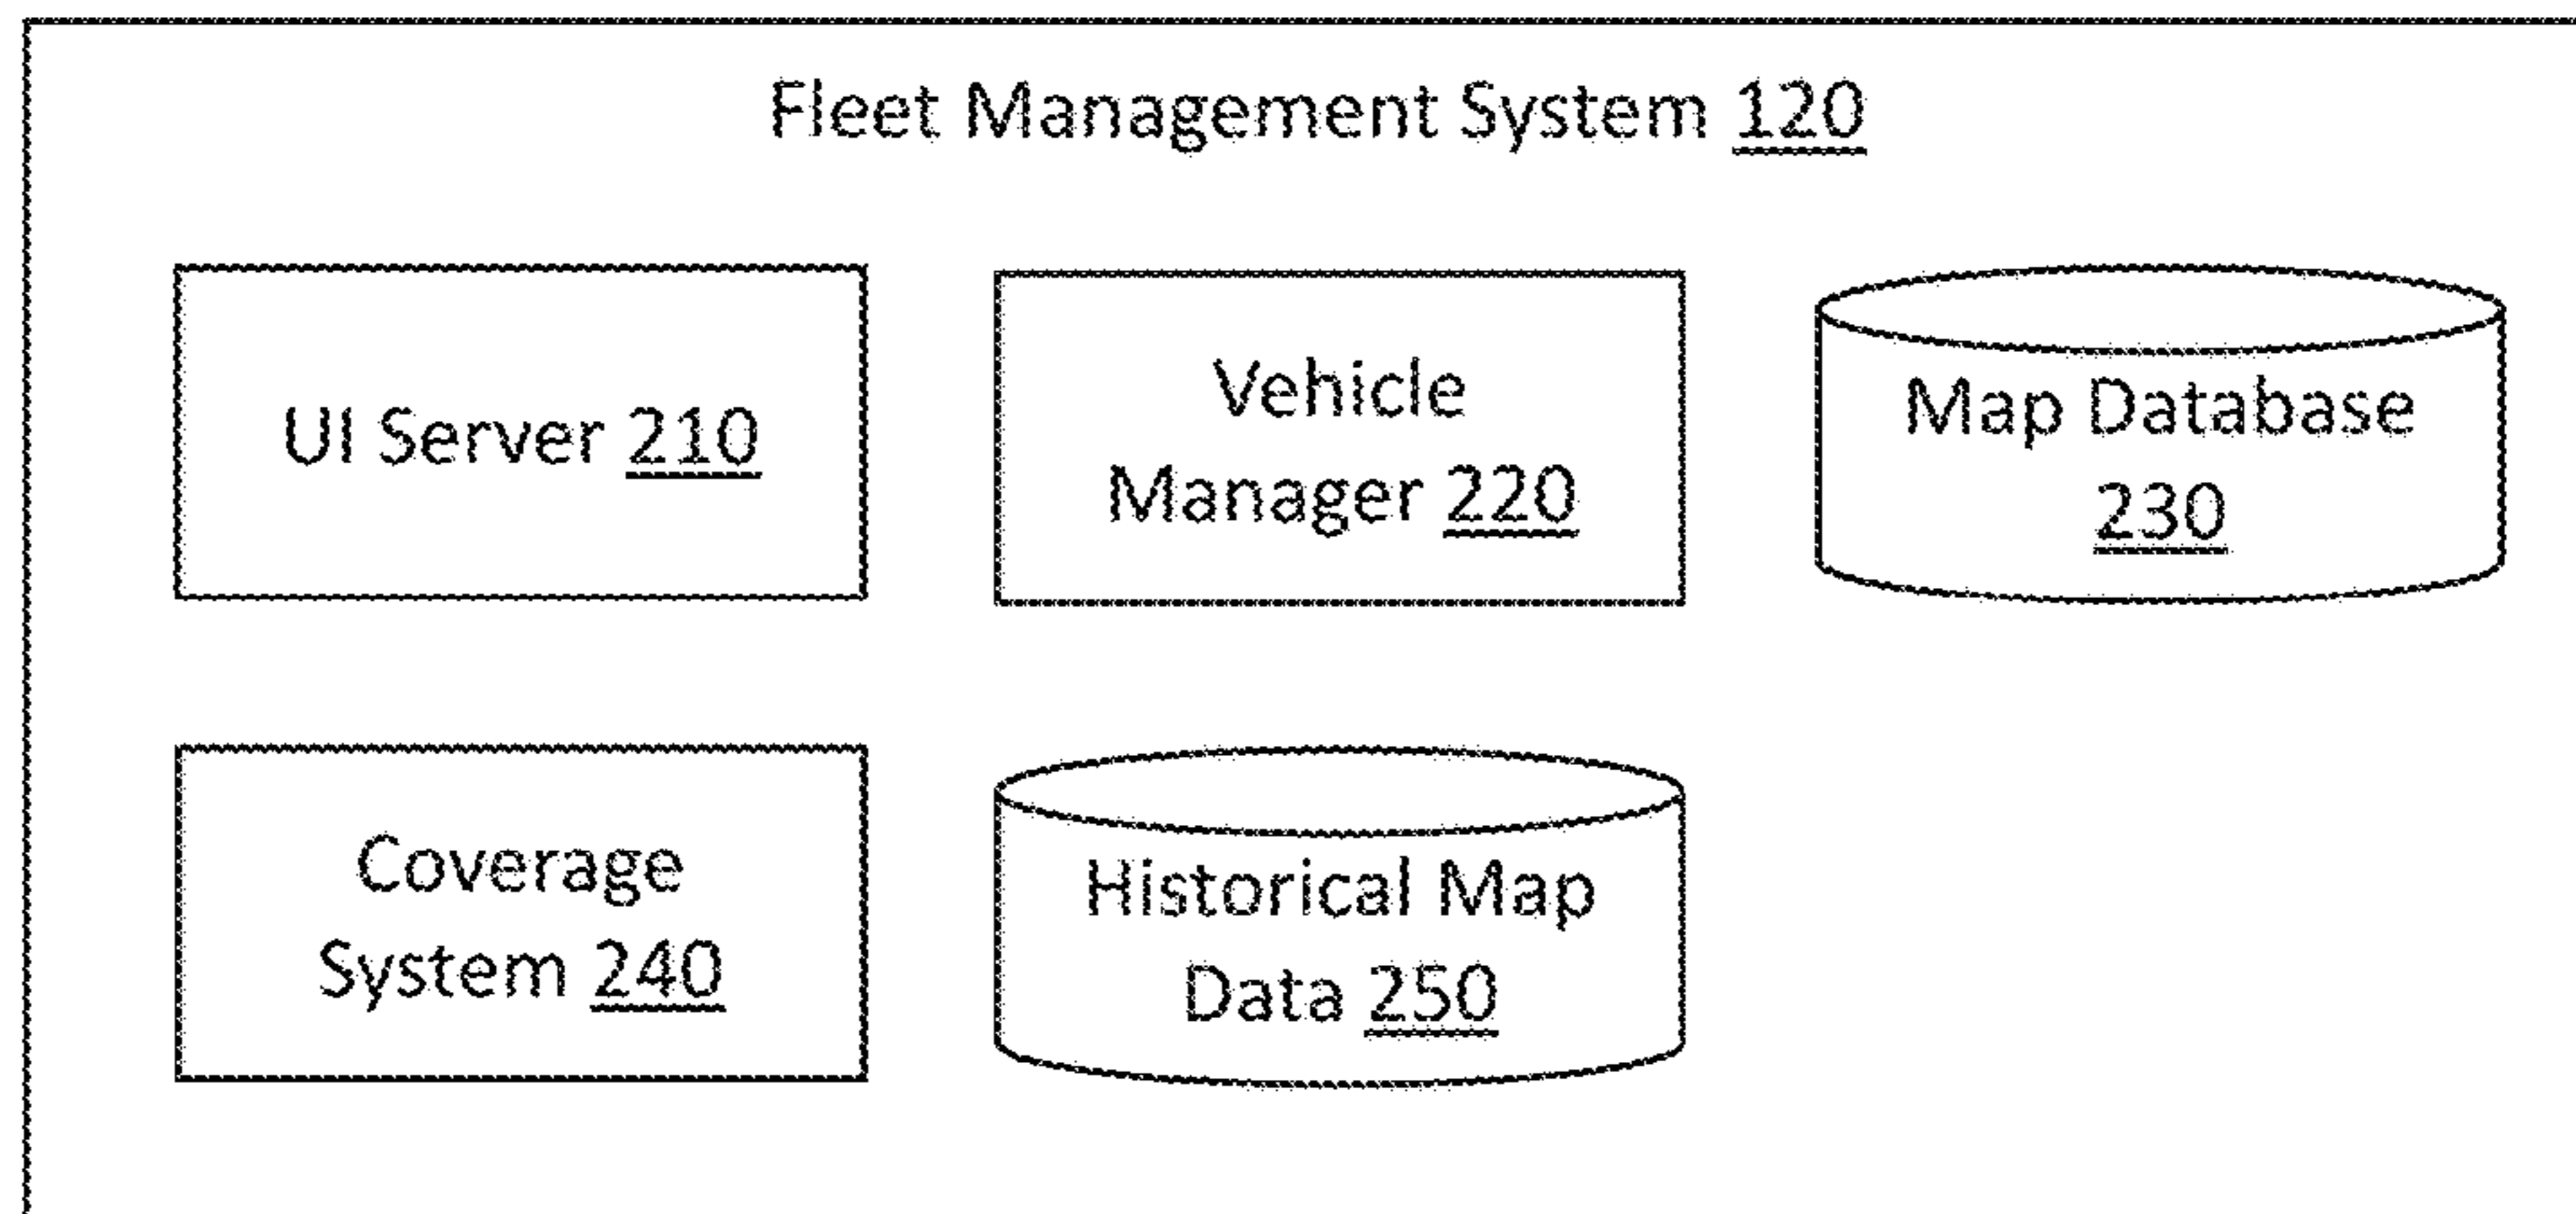 Fleet Management System 120
UI Server 210
Vehicle
Manager 220
Map Database
230
Coverage
System 240
Historical Map
Data 250